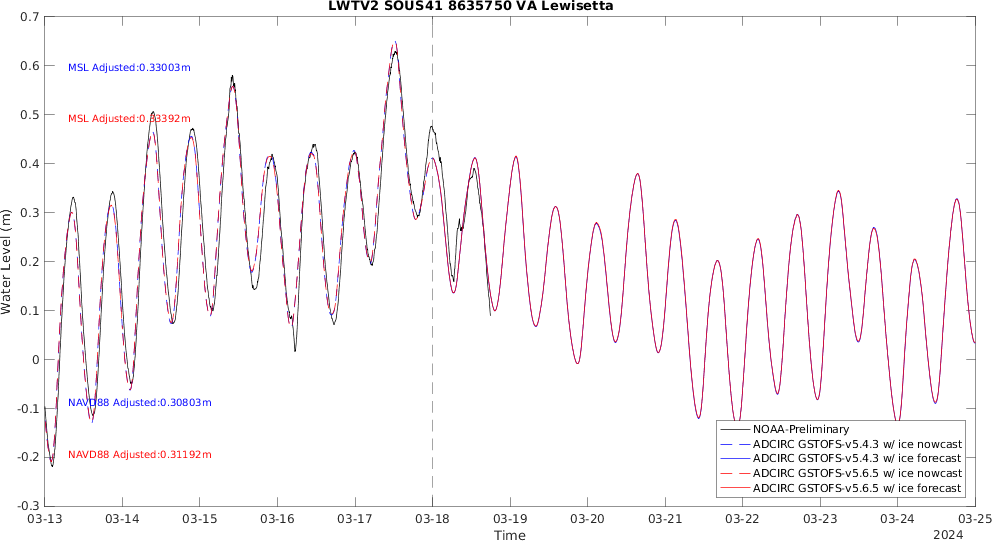 LWTV2 SOUS41 8635750 VA Lewisetta
0.7
0.6
0.5
0.4
0.3
0.2
0.1
0
-0.1
-0.2
-0.3
Water Level (m)
MSL Adjusted:0.33003m
MSL Adjusted:0.33392m
NAVD88 Adjusted:0.30803m
NAVD88 Adjusted:0.31192m
NOAA-Preliminary
ADCIRC GSTOFS-v5.4.3 w/ ice nowcast
ADCIRC GSTOFS-v5.4.3 w/ ice forecast
ADCIRC GSTOFS-v5.6.5 w/ ice nowcast
ADCIRC GSTOFS-v5.6.5 w/ ice forecast
03-13 03-14 03-15 03-16 03-17 03-18 03-19 03-20 03-21 03-22 03-23 03-24 03-25
Time
2024